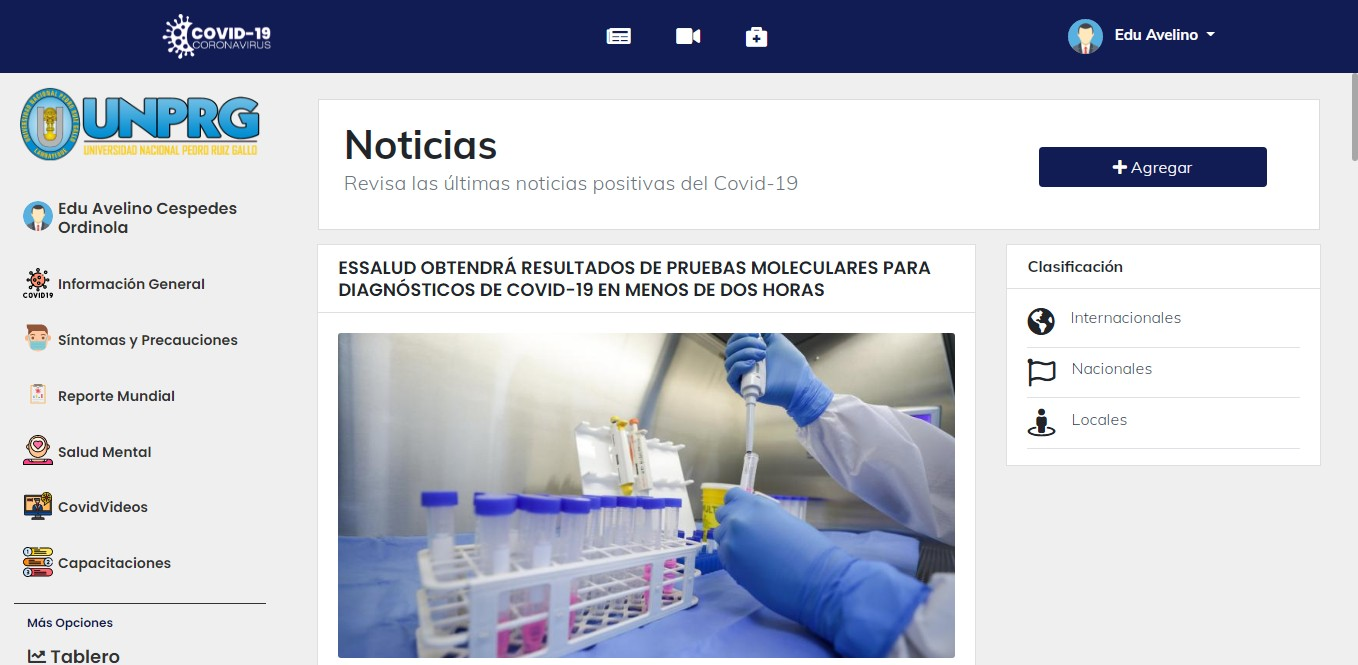 COVID-19
CORONAVIRUS
Edu Avelino
UNPRG
UNIVERSIDAD NACIONAL PEDRO RUIZ GALLO
Edu Avelino Cespedes
Ordinola
COVID19
Información General
Síntomas y Precauciones
Reporte Mundial
Salud Mental
CovidVideos
Capacitaciones
Más Opciones
Tablero
Noticias
Revisa las últimas noticias positivas del Covid-19
Agregar
ESSALUD OBTENDRÁ RESULTADOS DE PRUEBAS MOLECULARES PARA
DIAGNÓSTICOS DE COVID-19 EN MENOS DE DOS HORAS
Clasificación
Internacionales
Nacionales
Locales